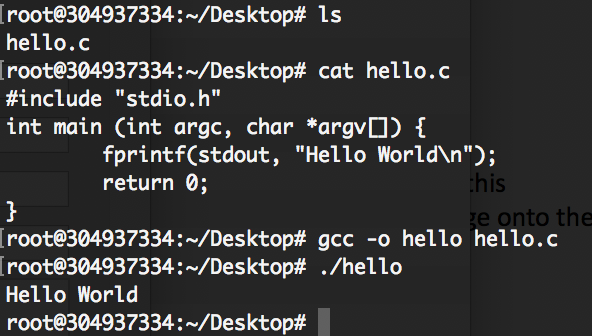 root@304937334:~/Desktop# ls
hello.c
root@304937334:~/Desktop# cat hello.c
#include "stdio.h"
int main (int argc, char *argv[]) {
        fprintf(stdout, "Hello World\n");
        return 0;
}
root@304937334:~/Desktop# gcc -o hello hello.c
root@304937334:~/Desktop# ./hello
Hello World
root@304937334:~/Desktop#
this
ge onto the